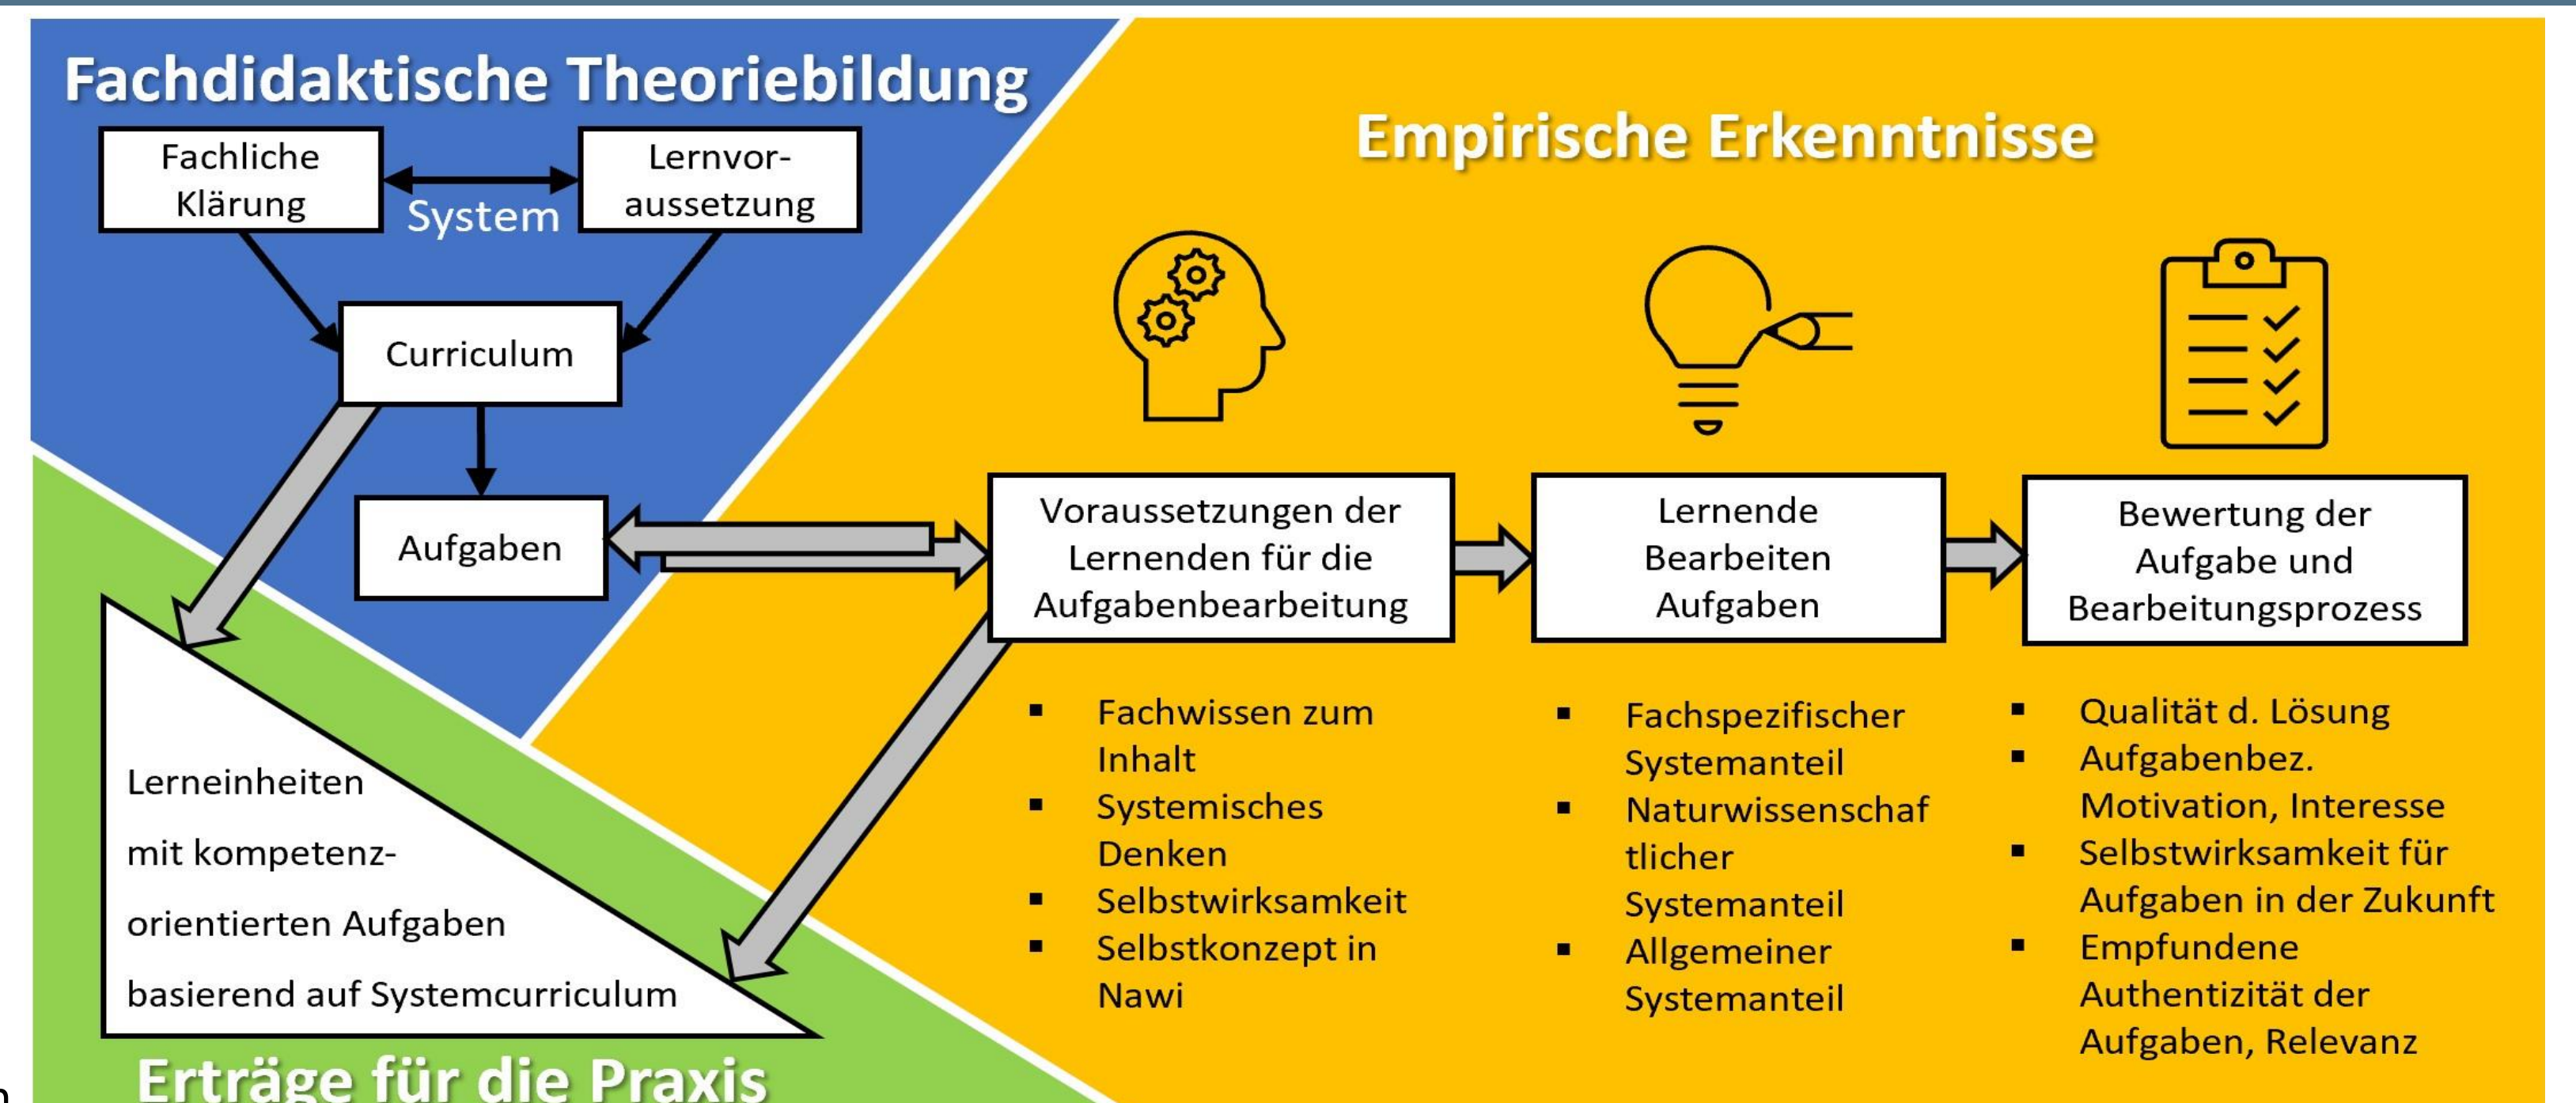 Fachdidaktische Theoriebildung
Fachliche
Klärung
System
Lernvor-
aussetzung
Curriculum
Aufgaben
Empirische Erkenntnisse
Voraussetzungen der
Lernenden für die
Aufgabenbearbeitung
Lernende
Bearbeiten
Aufgaben
Bewertung der
Aufgabe und
Bearbeitungsprozess
▪ Fachwissen zum
Inhalt
▪ Systemisches
Denken
▪ Selbstwirksamkeit
▪ Selbstkonzept in
Nawi
▪ Fachspezifischer
Systemanteil
▪ Naturwissenschaf
tlicher
Systemanteil
▪ Allgemeiner
Systemanteil
▪ Qualität d. Lösung
▪ Aufgabenbez.
Motivation, Interesse
▪ Selbstwirksamkeit für
Aufgaben in der Zukunft
▪ Empfundene
Authentizität der
Aufgaben, Relevanz
Lerneinheiten
mit kompetenz-
orientierten Aufgaben
basierend auf Systemcurriculum
Erträge für die Praxis